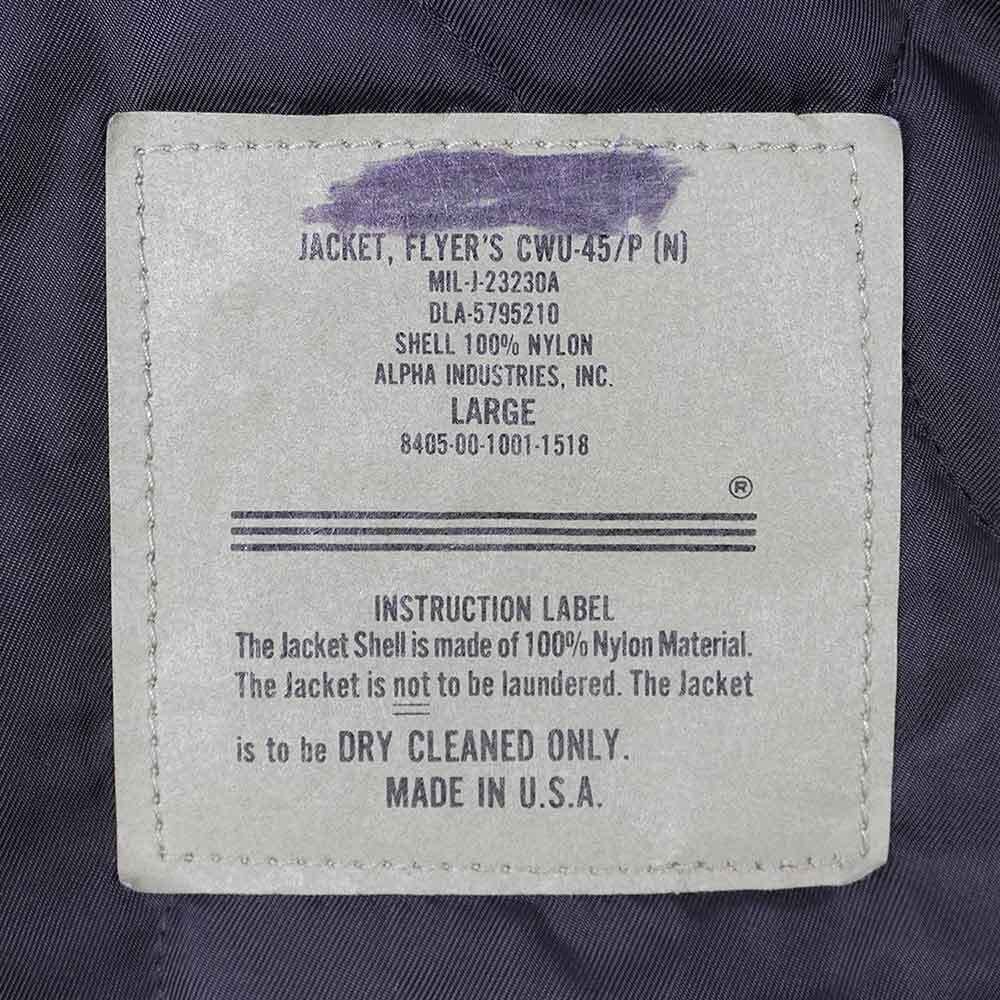 JACKET, FLYER'S CWU-45/P (N)
MIL-J-23230A
DLA-5795210
SHELL 100% NYLON
ALPHA INDUSTRIES, INC.
LARGE
8405-00-1001-1518
®
INSTRUCTION LABEL
The Jacket Shell is made of 100% Nylon Material.
The Jacket is not to be laundered. The Jacket
is to be DRY CLEANED ONLY.
MADE IN U.S.A.